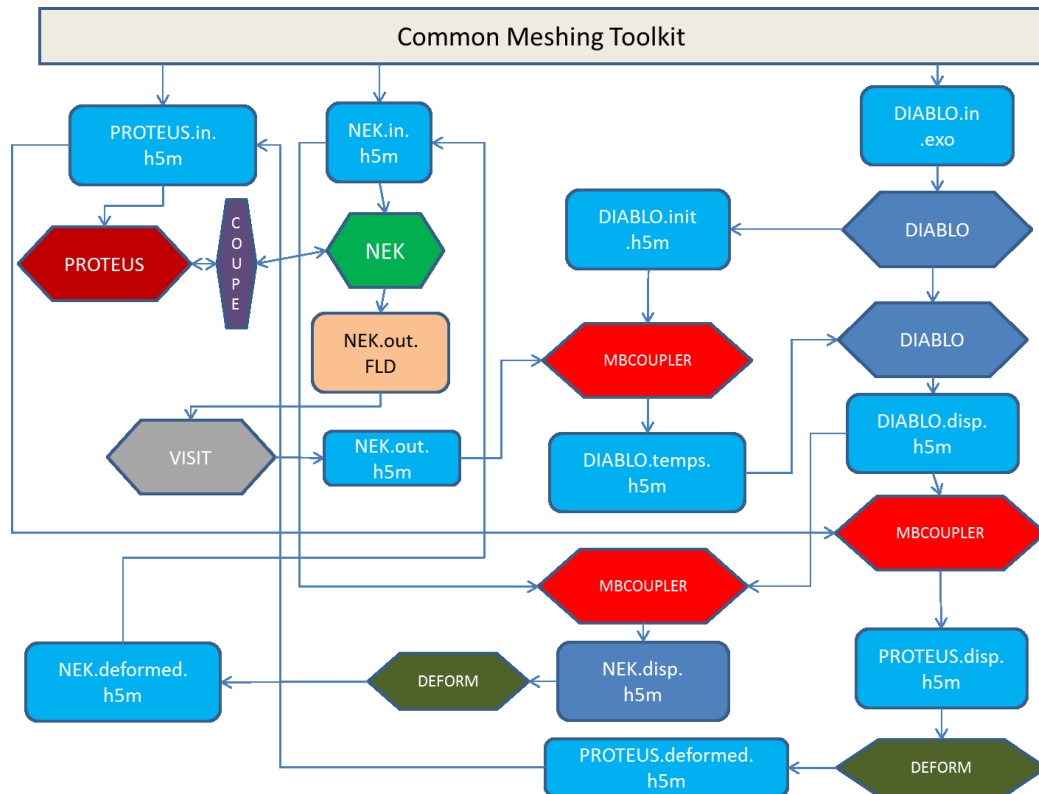 Common Meshing Toolkit
PROTEUS.in.
h5m
NEK.in.
h5m
DIABLO.in
.exo
PROTEUS
C
O
U
P
E
NEK
DIABLO.init
.h5m
DIABLO
NEK.out.
FLD
MBCOUPLER
DIABLO
VISIT
NEK.out.
h5m
DIABLO.temps.
h5m
DIABLO.disp.
h5m
MBCOUPLER
MBCOUPLER
NEK.deformed.
h5m
DEFORM
NEK.disp.
h5m
PROTEUS.disp.
h5m
PROTEUS.deformed.
h5m
DEFORM